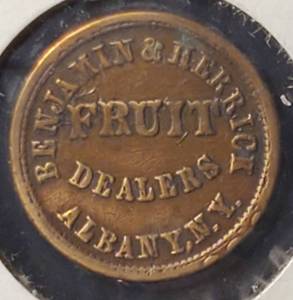 BENJAMIN & HERRICK
FRUIT
DEALERS
ALBANY, N.Y.